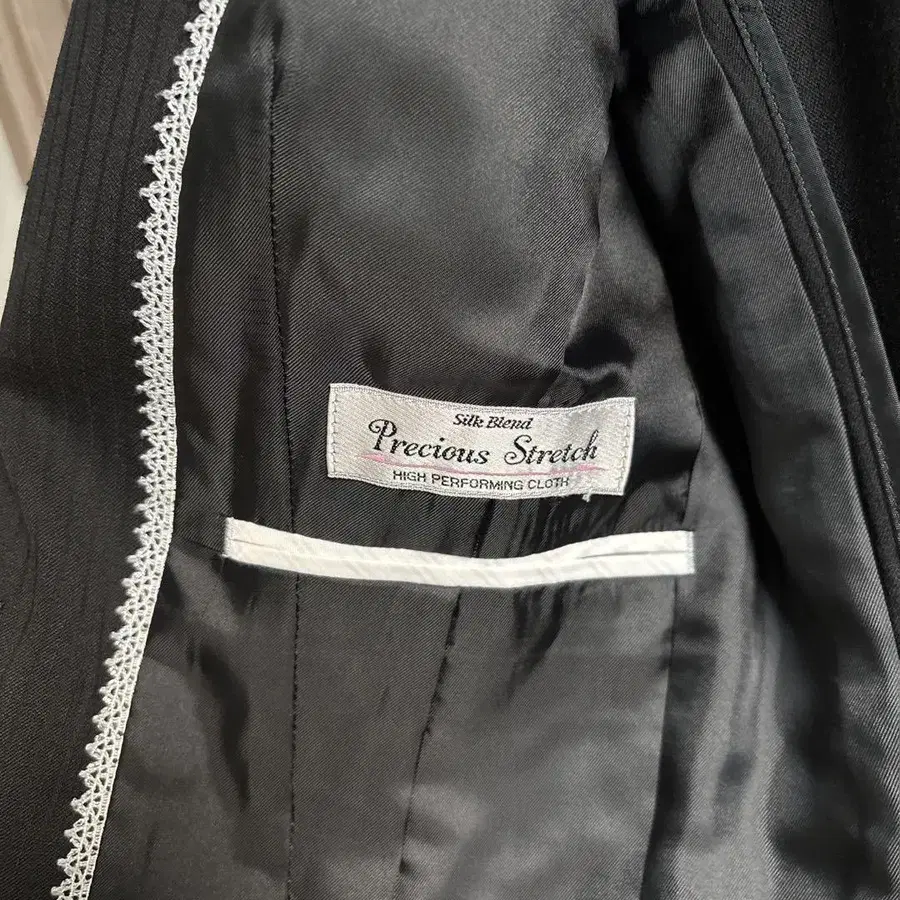 Silk Blend
Precious Stretch
HIGH PERFORMING CLOTH